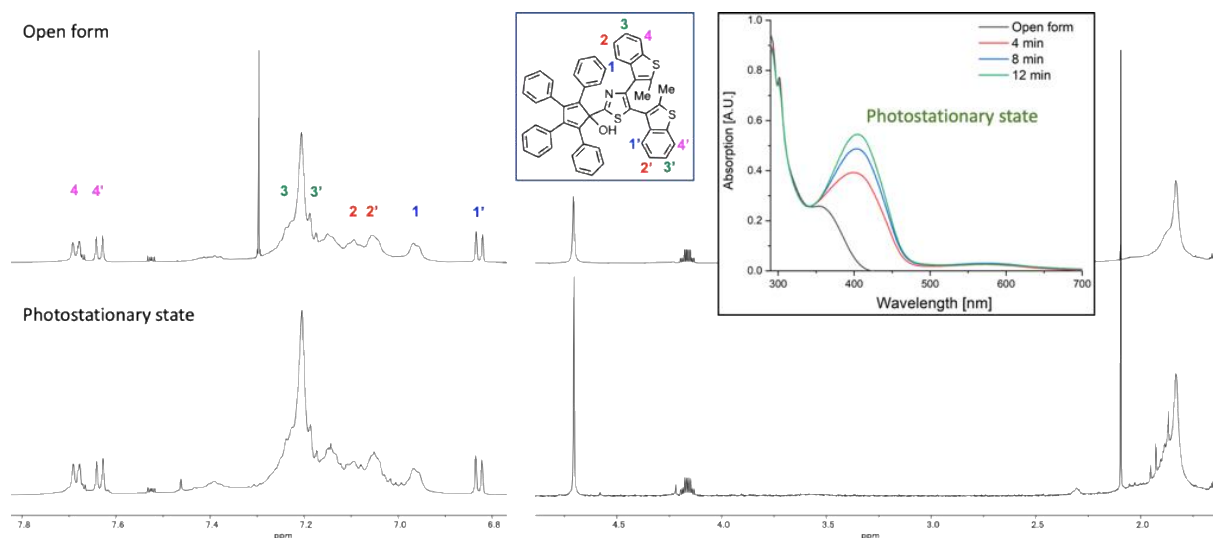 Open form
4 4' 3 3' 2 2' 1 1'
3
2 4
1
S
N Me Me
S
OH S
1' 4'
2' 3'
1.0
0.8
0.6
0.4
0.2
0.0
Absorption [A.U.]
Open form
4 min
8 min
12 min
Photostationary state
300 400 500 600 700
Wavelength [nm]
Photostationary state
7.8 7.6 7.4 7.2 7.0 6.8
ppm
4.5 4.0 3.5 3.0 2.5 2.0
ppm